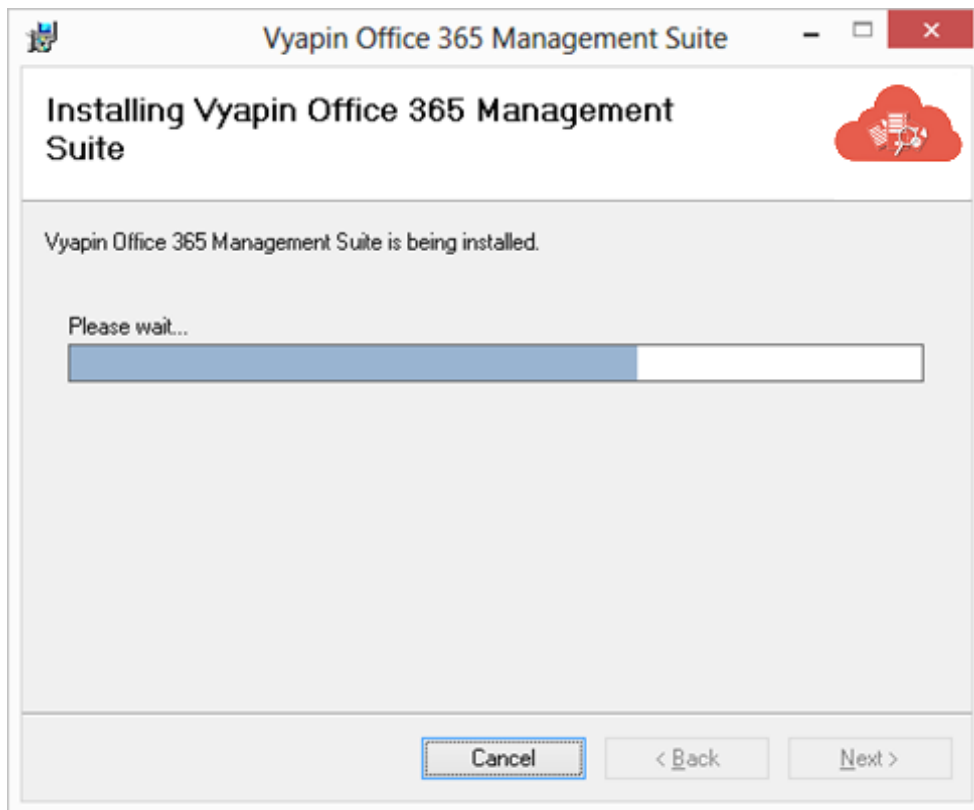 Vyapin Office 365 Management Suite
Installing Vyapin Office 365 Management
Suite
Vyapin Office 365 Management Suite is being installed.
Please wait...
Cancel
< Back
Next >